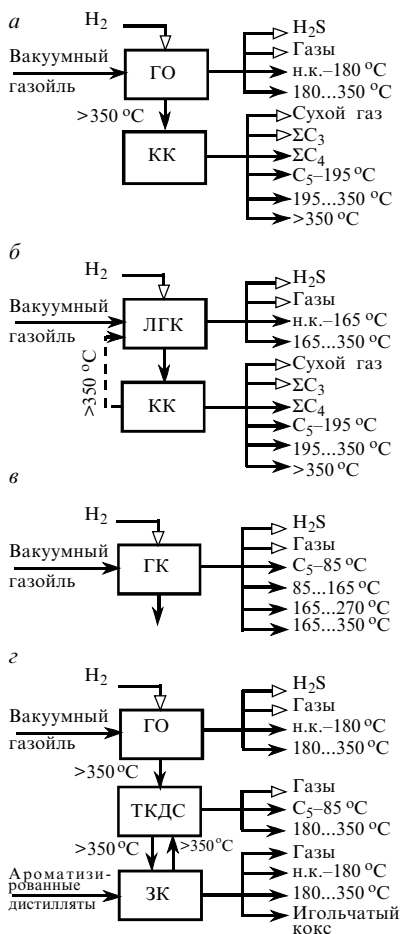 а
H₂
Вакуумный
газойль
ГО
H₂S
Газы
н.к.–180 °C
180...350 °C
>350 °C
КК
Сухой газ
ΣC₃
ΣC₄
C₅–195°C
195...350 °C
>350 °C
б
H₂
Вакуумный
газойль
ЛГК
H₂S
Газы
н.к.–165 °C
165...350 °C
>350 °C
КК
Сухой газ
ΣC₃
ΣC₄
C₅–195 °C
195...350 °C
>350 °C
в
H₂
Вакуумный
газойль
ГК
H₂S
Газы
C₅–85 °C
85...165 °C
165...270 °C
165...350 °C
г
H₂
Вакуумный
газойль
ГО
H₂S
Газы
н.к.–180 °C
180...350 °C
>350 °C
ТКДС
Газы
C₅–85 °C
180...350 °C
>350 °C
>350 °C
Ароматизи-
рованные
дистилляты
ЗК
Газы
н.к.–180 °C
180...350 °C
Игольчатый
кокс